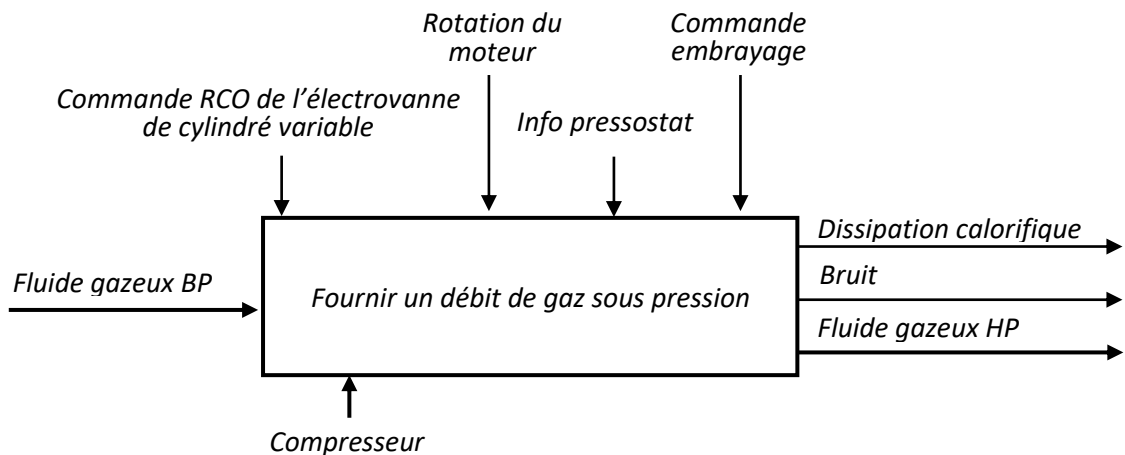 Rotation du
moteur
Commande
embrayage
Commande RCO de l’électrovanne
de cylindré variable
Info pressostat
Dissipation calorifique
Fluide gazeux BP
Bruit
Fournir un débit de gaz sous pression
Fluide gazeux HP
Compresseur